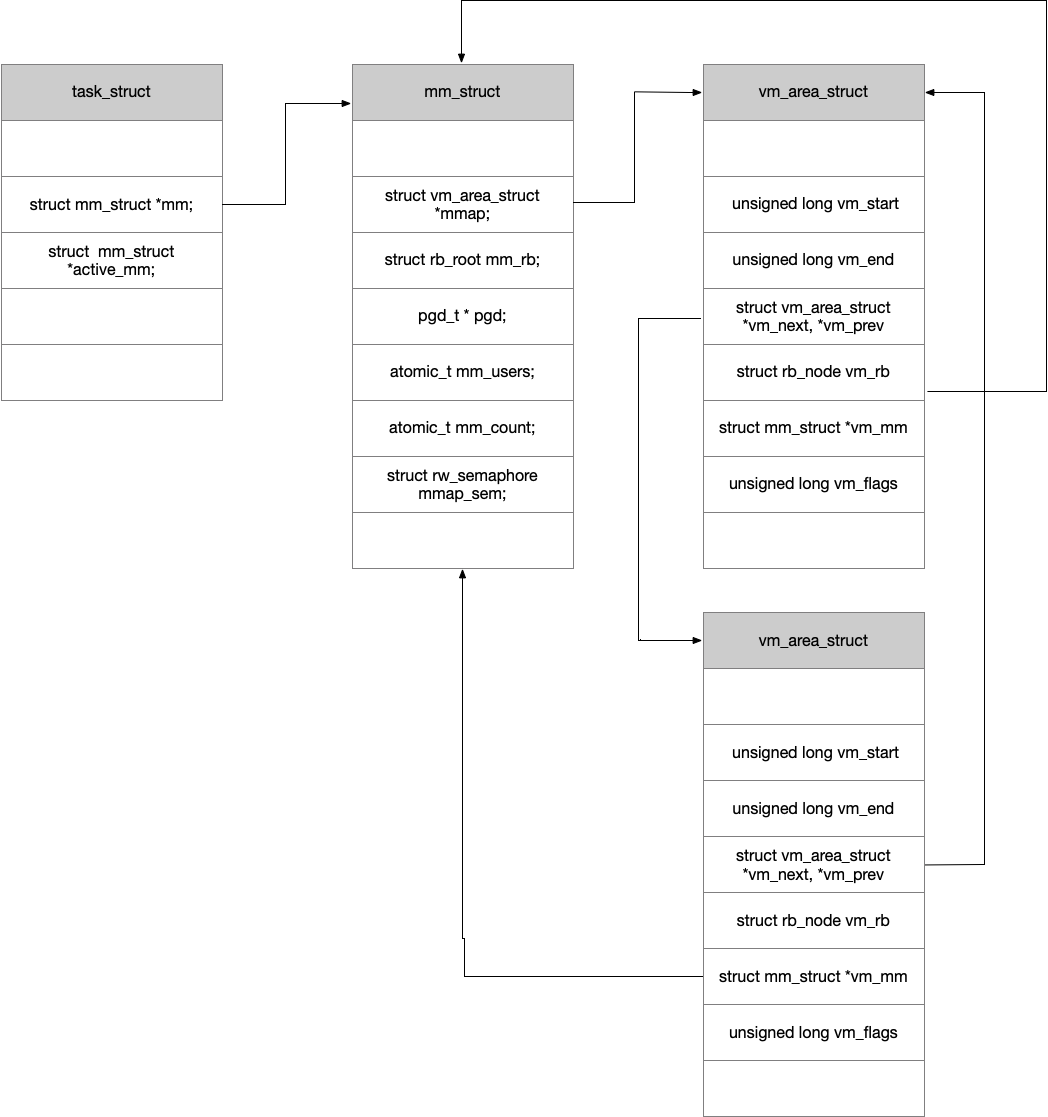 task_struct
struct mm_struct *mm;
struct  mm_struct
*active_mm;
mm_struct
struct vm_area_struct
*mmap;
struct rb_root mm_rb;
pgd_t * pgd;
atomic_t mm_users;
atomic_t mm_count;
struct rw_semaphore
mmap_sem;
vm_area_struct
unsigned long vm_start
unsigned long vm_end
struct vm_area_struct
*vm_next, *vm_prev
struct rb_node vm_rb
struct mm_struct *vm_mm
unsigned long vm_flags
vm_area_struct
unsigned long vm_start
unsigned long vm_end
struct vm_area_struct
*vm_next, *vm_prev
struct rb_node vm_rb
struct mm_struct *vm_mm
unsigned long vm_flags